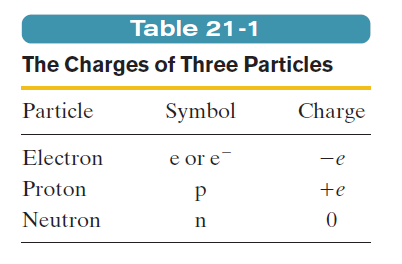 Table 21-1
The Charges of Three Particles
Particle Symbol Charge
Electron e or e⁻ −e
Proton p +e
Neutron n 0